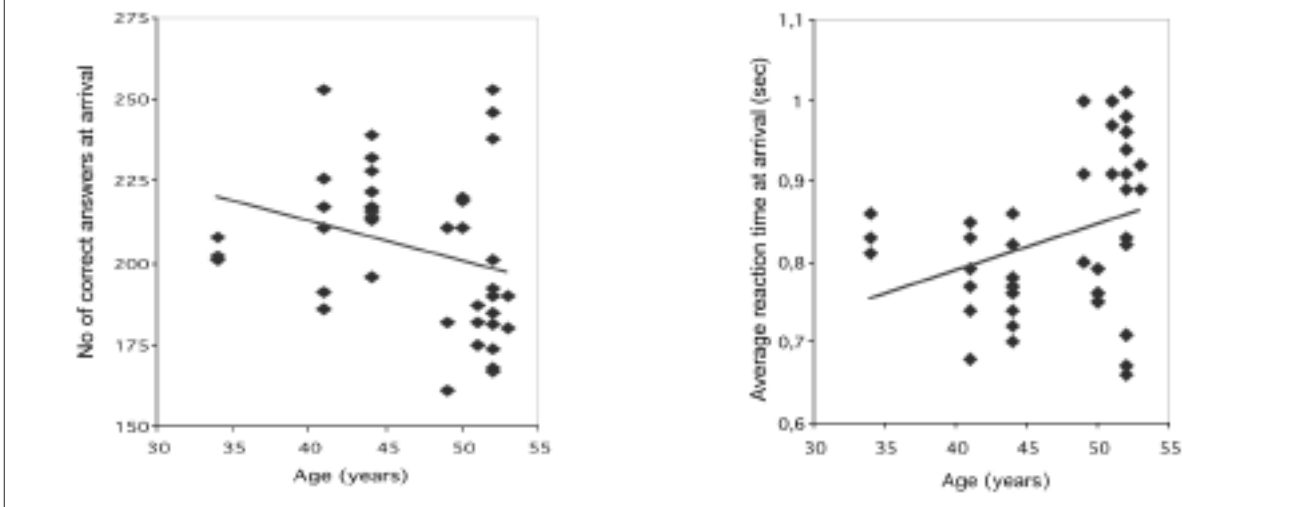 275
250
225
200
175
150
30 35 40 45 50 55
Age (years)
No of correct answers at arrival
1,1
1
0,9
0,8
0,7
0,6
30 35 40 45 50 55
Age (years)
Average reaction time at arrival (sec)